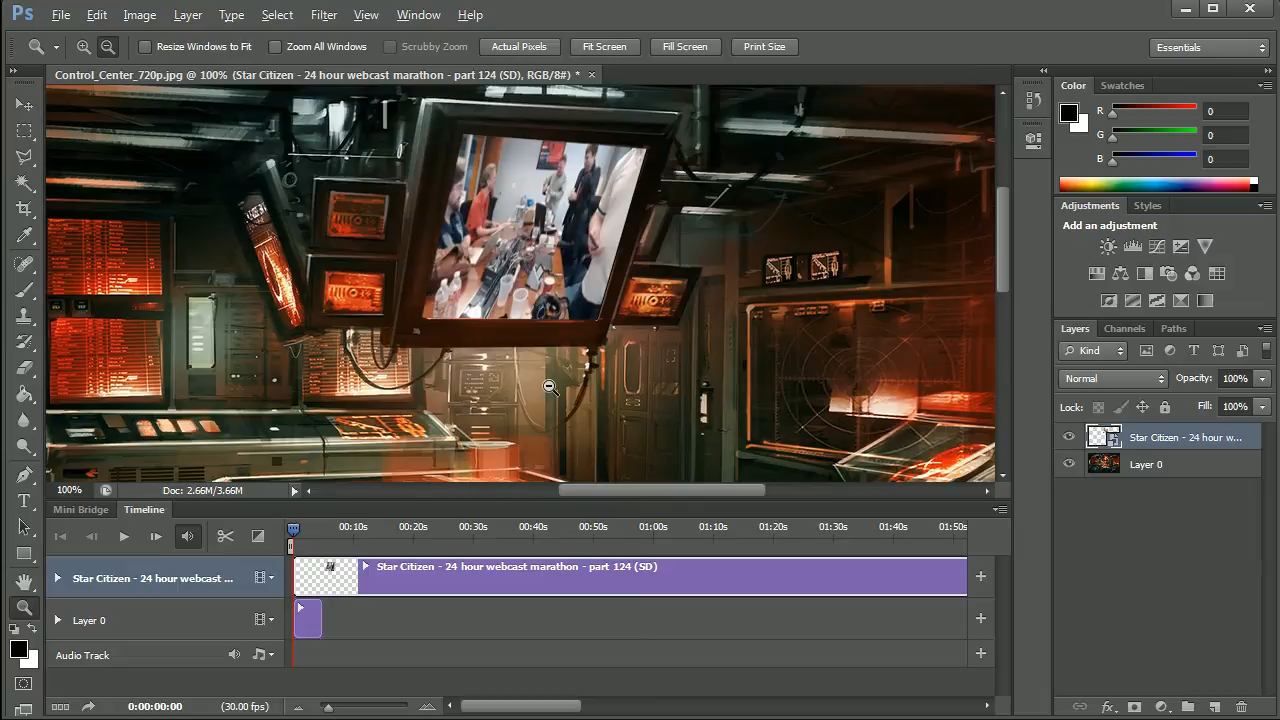 Ps File Edit Image Layer Type Select Filter View Window Help
Resize Windows to Fit Zoom All Windows Scrubby Zoom Actual Pixels Fit Screen Fill Screen Print Size Essentials
Control_Center_720p.jpg @ 100% (Star Citizen - 24 hour webcast marathon - part 124 (SD), RGB/8#) *
Color Swatches
R 0
G 0
B 0
Adjustments Styles
Add an adjustment
Layers Channels Paths
Kind
Normal Opacity: 100%
Lock: Fill: 100%
Star Citizen - 24 hour w...
Layer 0
100% Doc: 2.66M/3.66M
Mini Bridge Timeline
00:10s 00:20s 00:30s 00:40s 00:50s 01:00s 01:10s 01:20s 01:30s 01:40s 01:50s
Star Citizen - 24 hour webcast ... Star Citizen - 24 hour webcast marathon - part 124 (SD)
Layer 0
Audio Track
0:00:00:00 (30.00 fps)